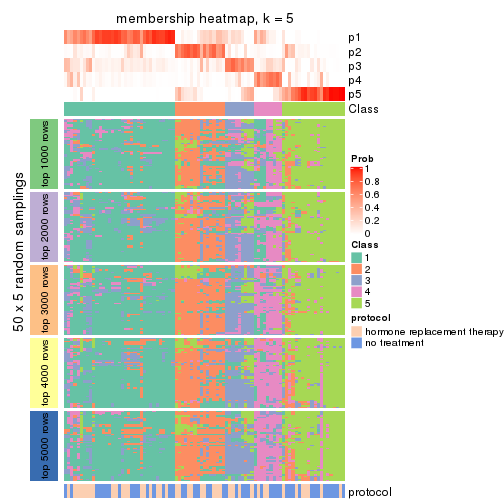 membership heatmap, k = 5
p1
p2
p3
p4
p5
Class
50 x 5 random samplings
top 1000 rows
top 2000 rows
top 3000 rows
top 4000 rows
top 5000 rows
protocol
Prob
1
0.8
0.6
0.4
0.2
0
Class
1
2
3
4
5
protocol
hormone replacement therapy
no treatment